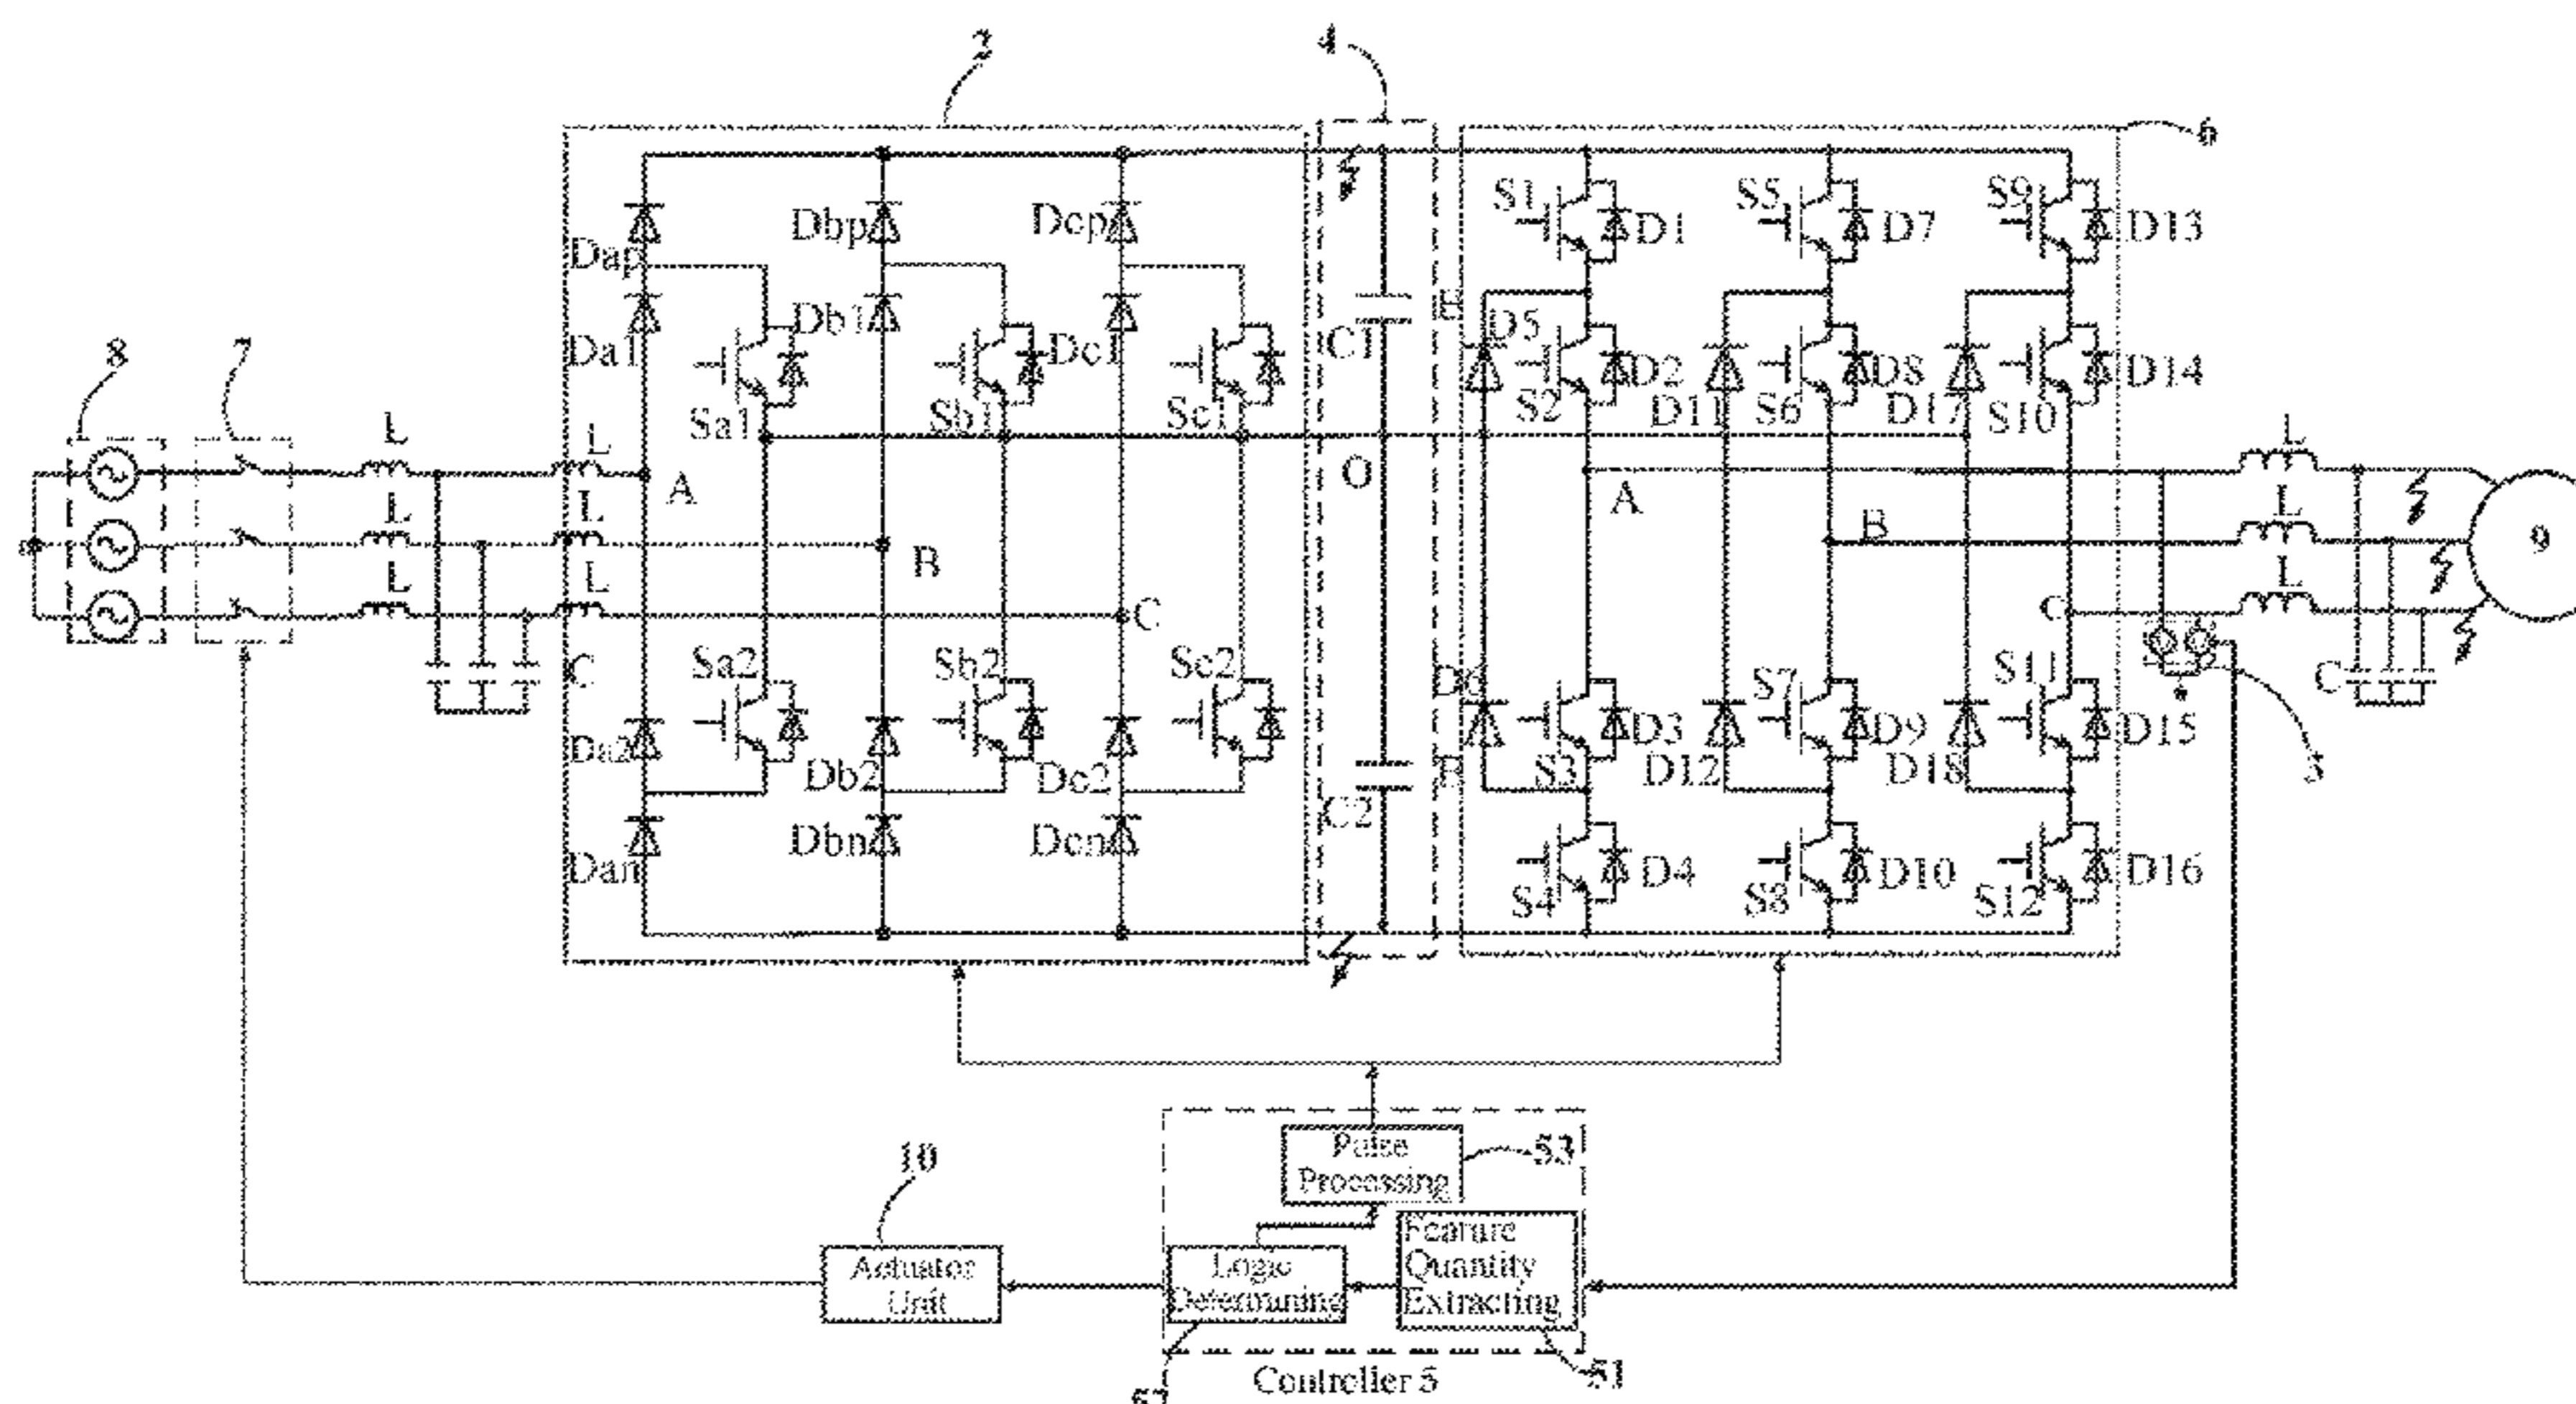 2
4
6
S1
S5
S9
Dap
Dbp
Dcp
D1
D7
D13
Da1
Db1
Dc1
C1
E
D5
D2
D8
D14
8
7
S2
D11
S6
D17
S10
L
L
Sa1
Sb1
Sc1
L
A
O
A
L
L
L
B
B
9
L
L
L
C
C
C
Sa2
Sb2
Sc2
D6
S7
S11
C
Da2
Db2
Dc2
E
D3
D9
D15
S3
D12
D18
C2
Dan
Dbn
Dcn
D4
D10
D16
S4
S8
S12
10
Pulse
Processing
53
Actuator
Unit
Logic
Determining
Feature
Quantity
Extracting
51
Controller 5